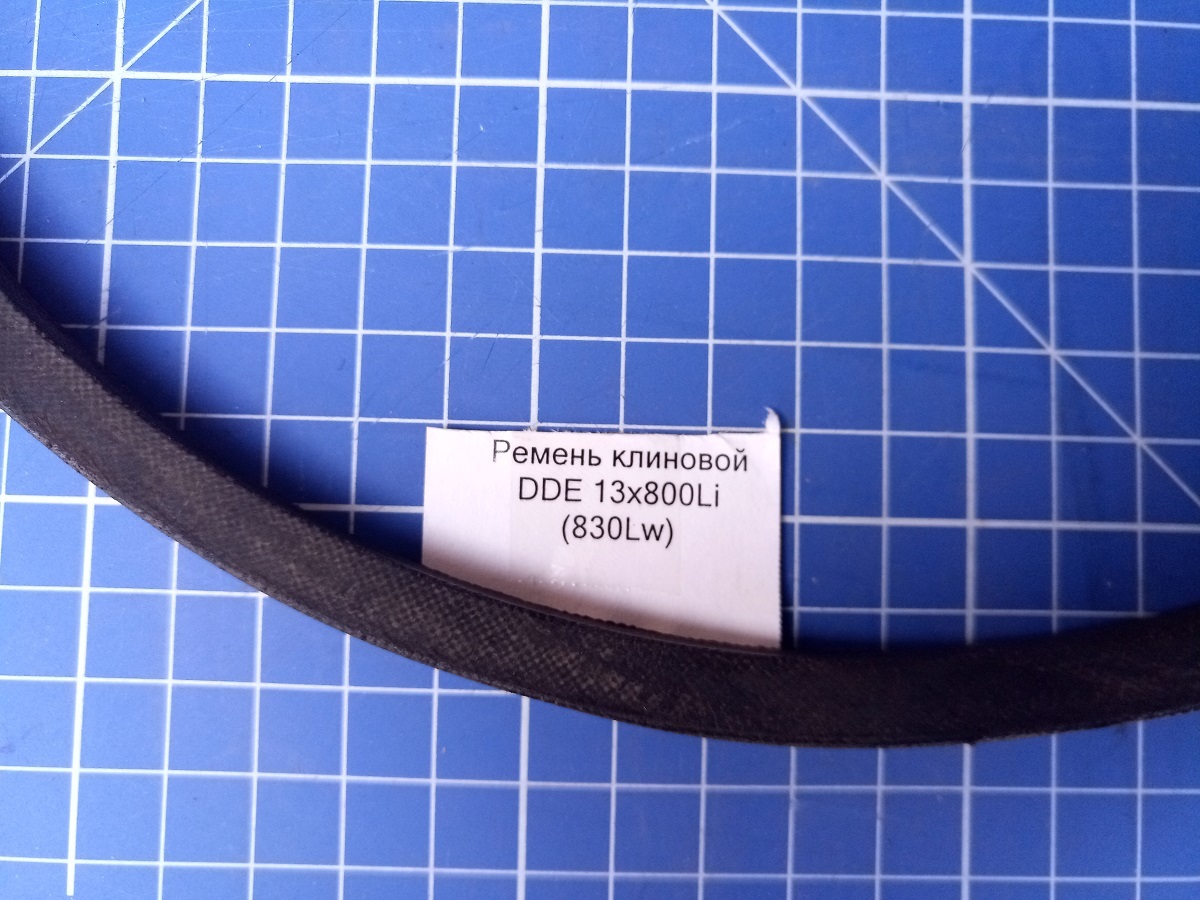 Ремень клиновой
DDE 13x800Li
(830Lw)